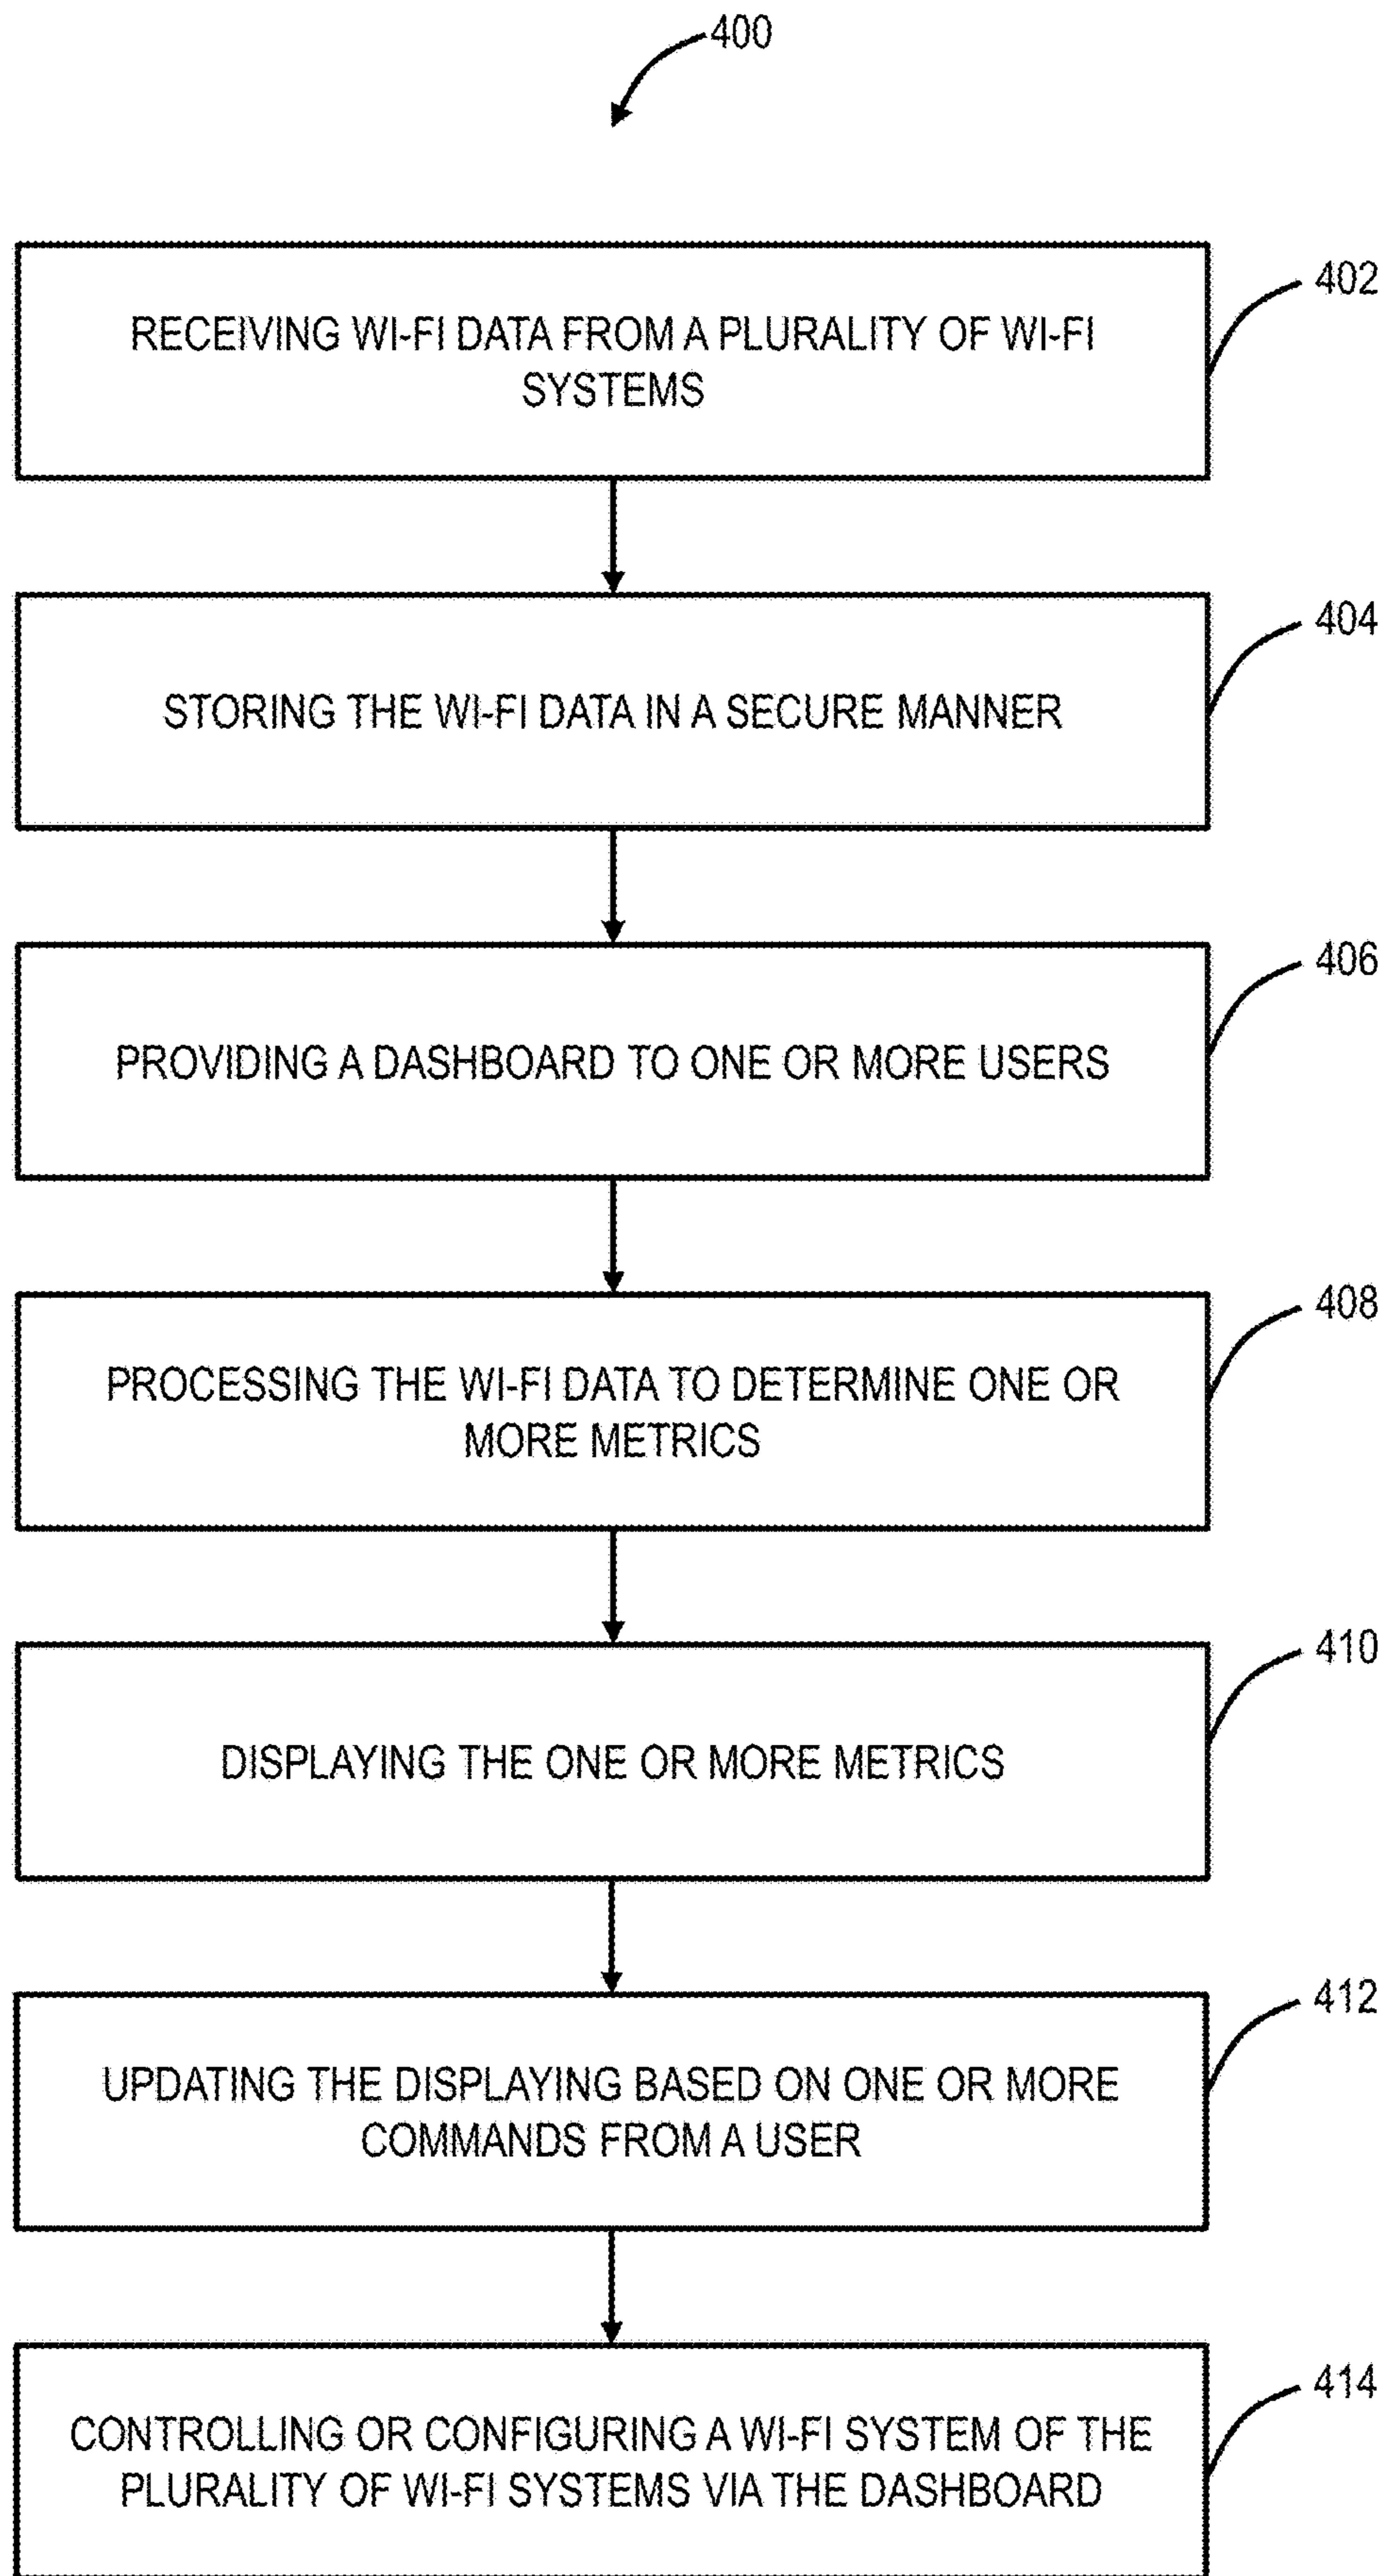 400
402
RECEIVING WI-FI DATA FROM A PLURALITY OF WI-FI
SYSTEMS
404
STORING THE WI-FI DATA IN A SECURE MANNER
406
PROVIDING A DASHBOARD TO ONE OR MORE USERS
408
PROCESSING THE WI-FI DATA TO DETERMINE ONE OR
MORE METRICS
410
DISPLAYING THE ONE OR MORE METRICS
412
UPDATING THE DISPLAYING BASED ON ONE OR MORE
COMMANDS FROM A USER
414
CONTROLLING OR CONFIGURING A WI-FI SYSTEM OF THE
PLURALITY OF WI-FI SYSTEMS VIA THE DASHBOARD